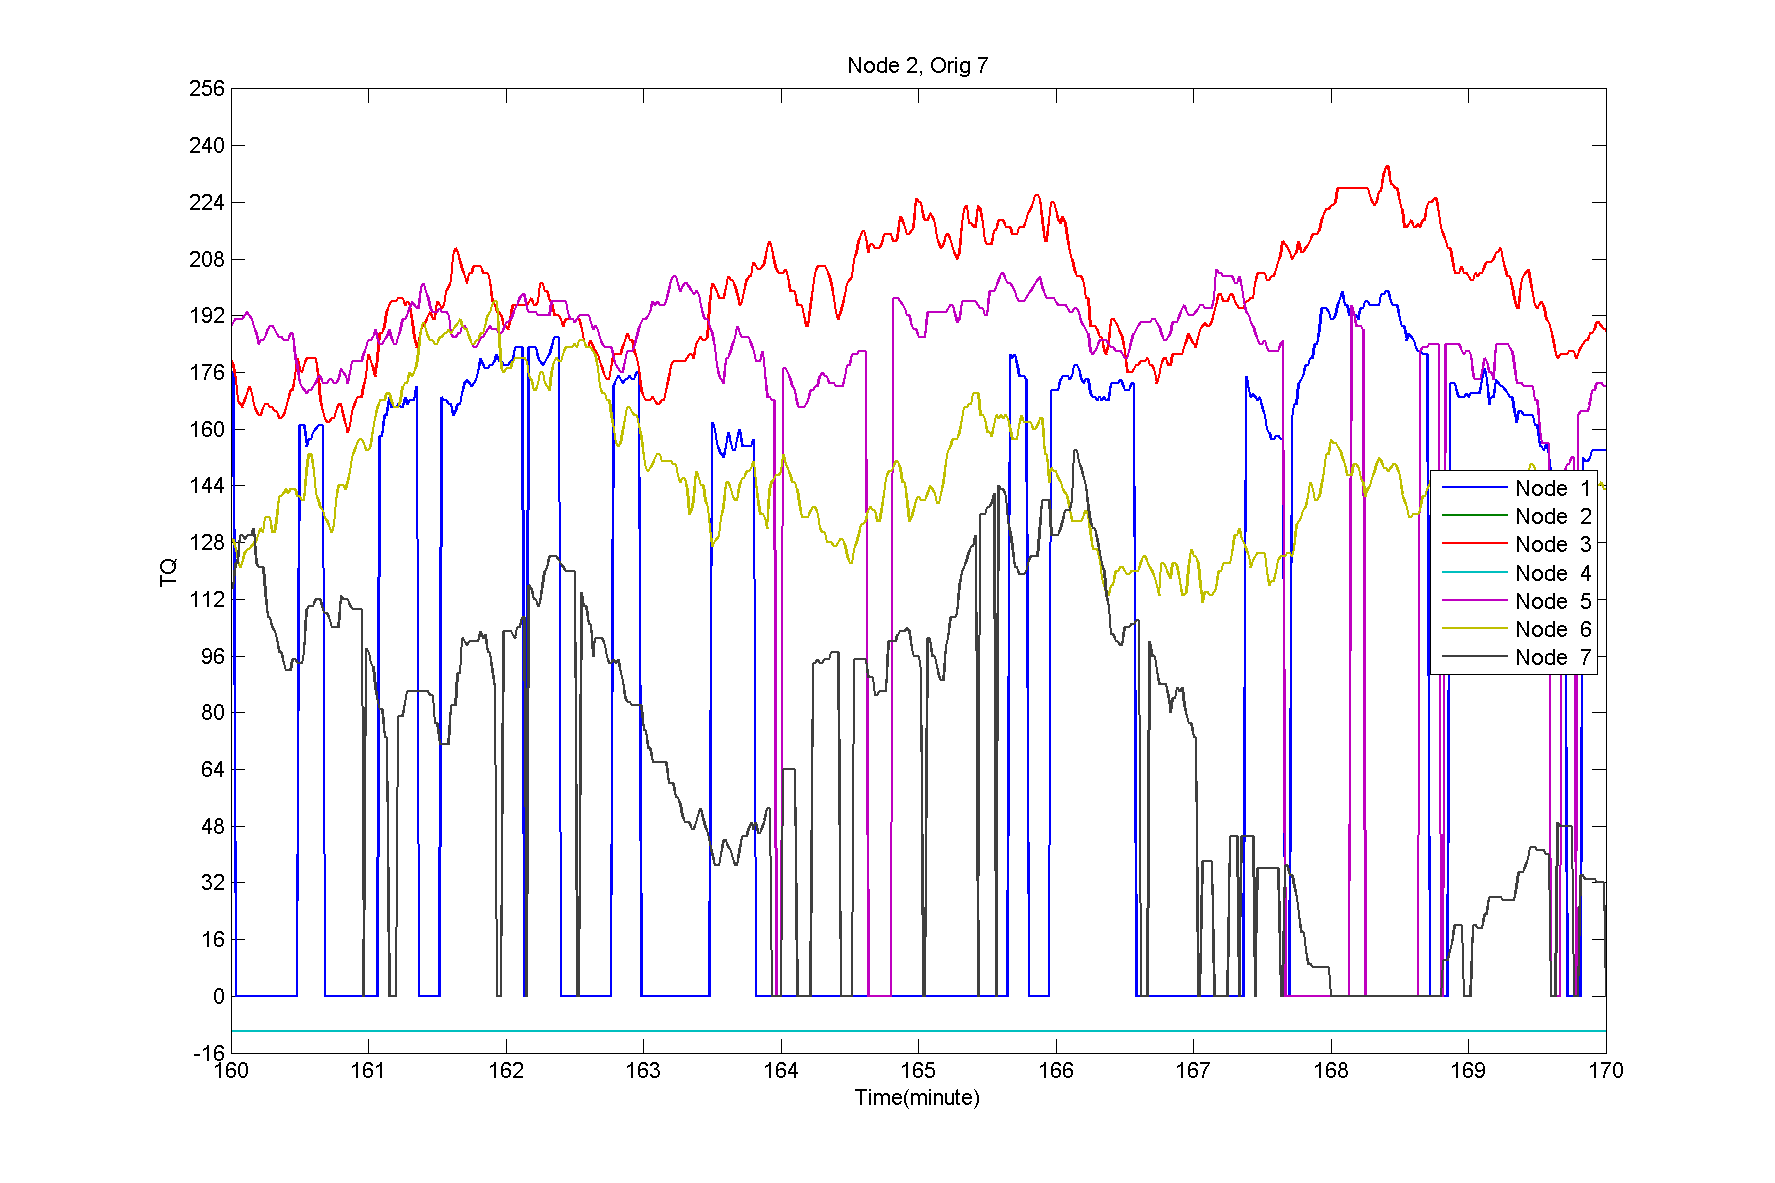 Node 2, Orig 7
256
240
224
208
192
176
160
144
128
112
96
80
64
48
32
16
0
-16
TQ
160 161 162 163 164 165 166 167 168 169 170
Time(minute)
Node 1
Node 2
Node 3
Node 4
Node 5
Node 6
Node 7